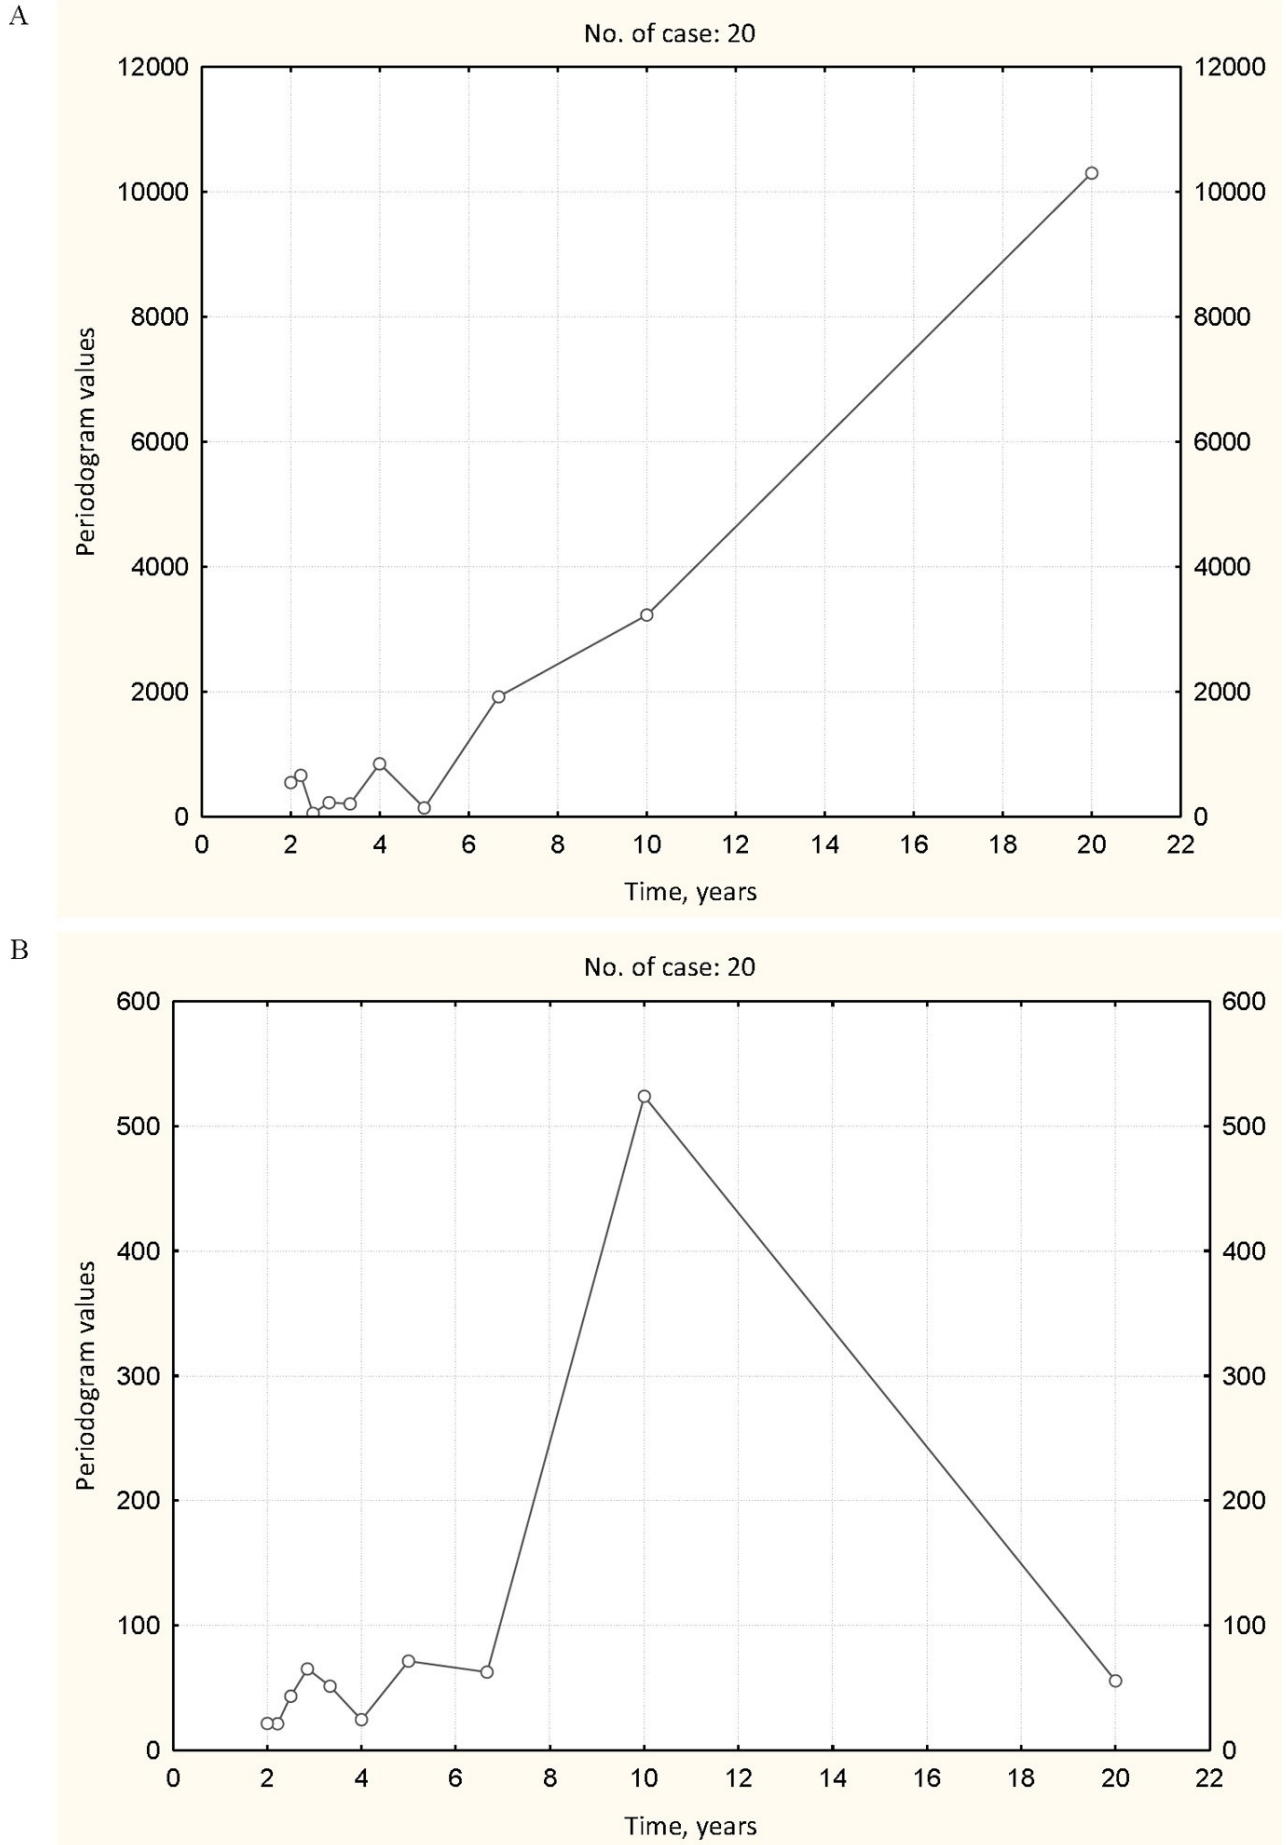 A
No. of case: 20
12000 12000
10000 10000
8000 8000
6000 6000
4000 4000
2000 2000
0 0
0 2 4 6 8 10 12 14 16 18 20 22
Periodogram values
Time, years
B
No. of case: 20
600 600
500 500
400 400
300 300
200 200
100 100
0 0
0 2 4 6 8 10 12 14 16 18 20 22
Periodogram values
Time, years